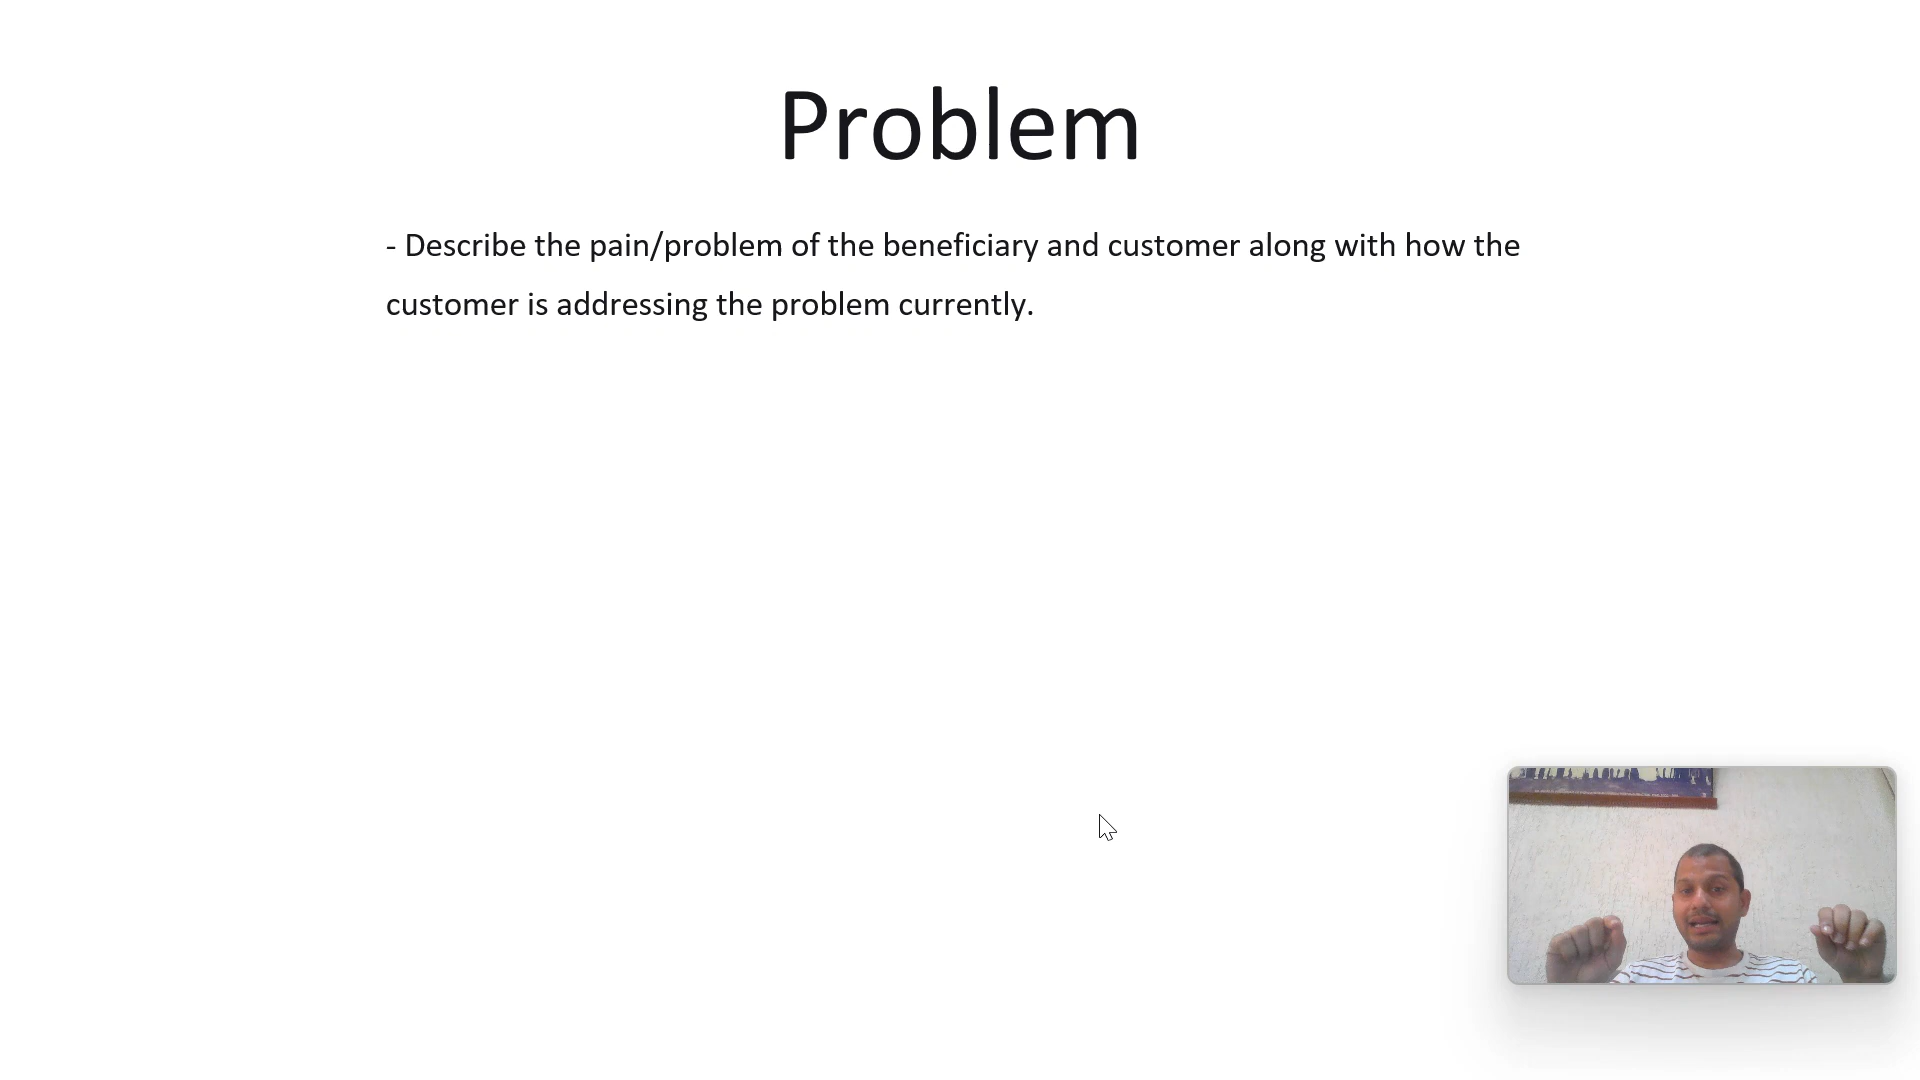 Problem
- Describe the pain/problem of the beneficiary and customer along with how the
customer is addressing the problem currently.